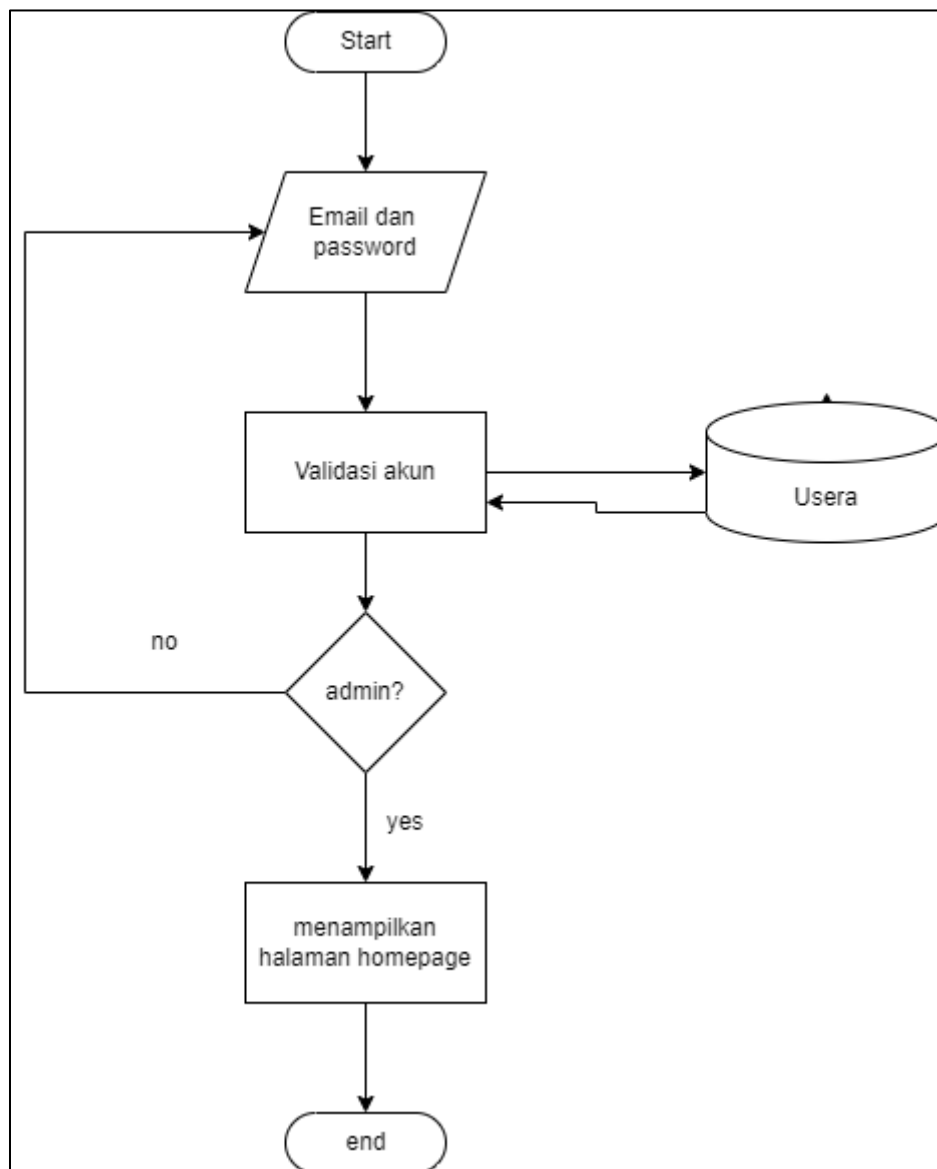 Start
Email dan
password
Validasi akun
Usera
no
admin?
yes
menampilkan
halaman homepage
end